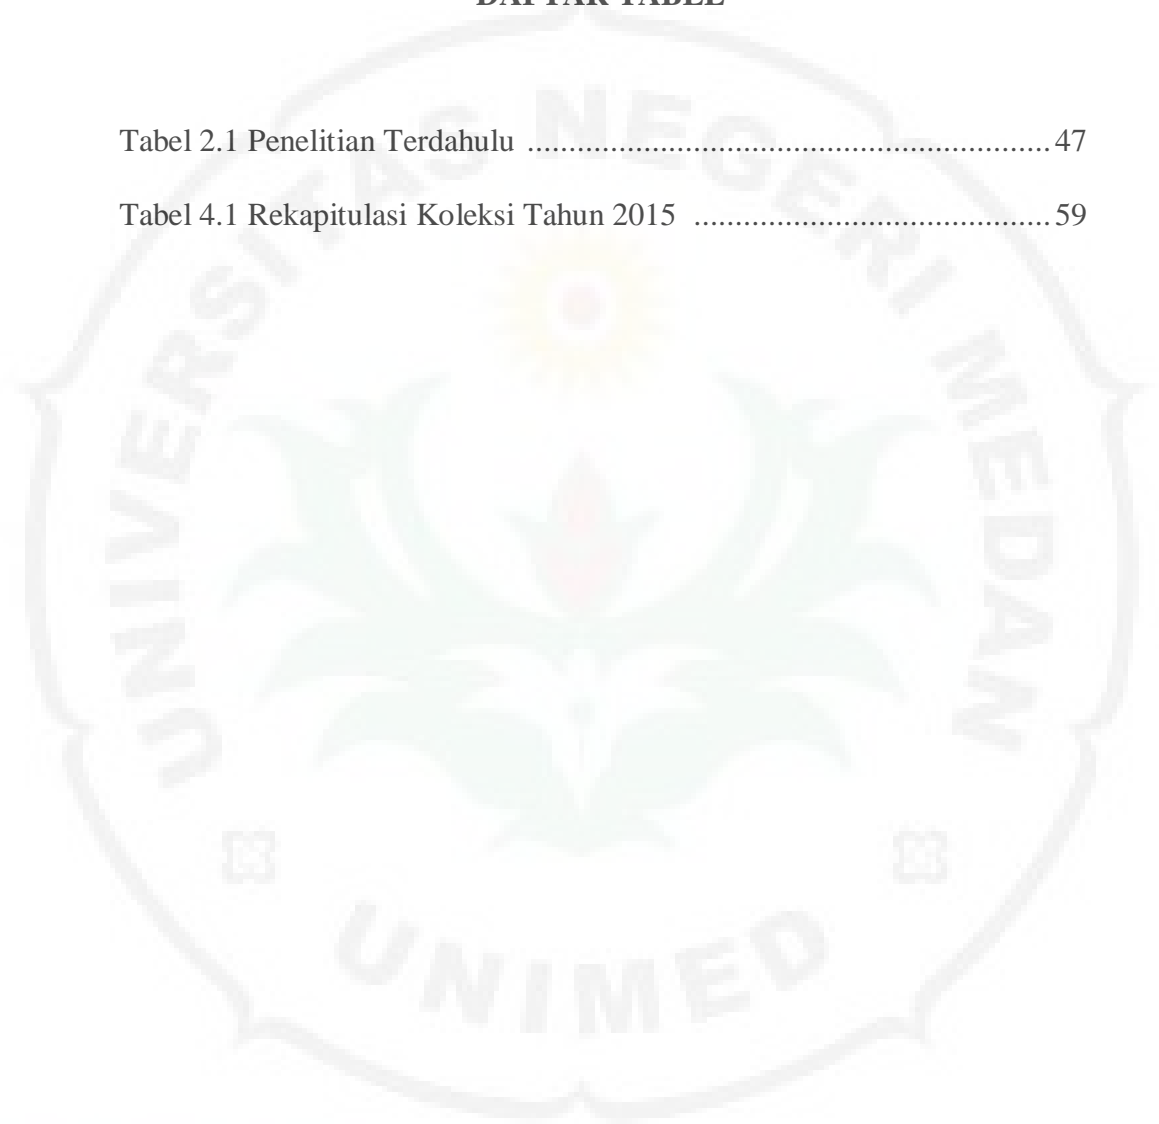 DAFTAR TABEL
Tabel 2.1 Penelitian Terdahulu ................................................................ 47
Tabel 4.1 Rekapitulasi Koleksi Tahun 2015 ............................................ 59
UNIVERSITAS NEGERI MEDAN
UNIMED